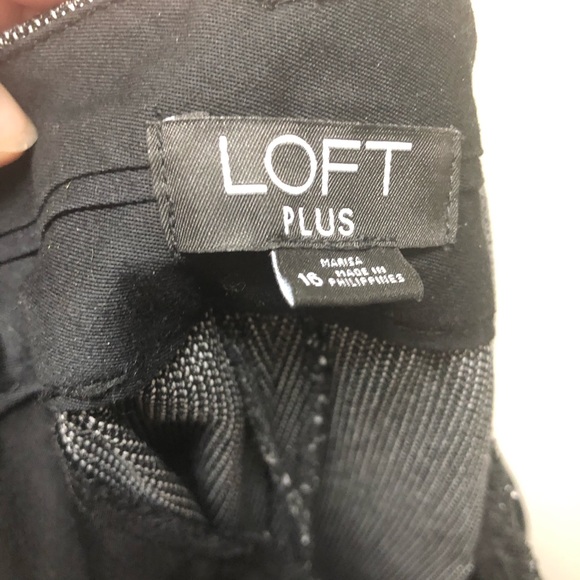 LOFT
PLUS
MARISA
16 MADE IN
PHILIPPINES